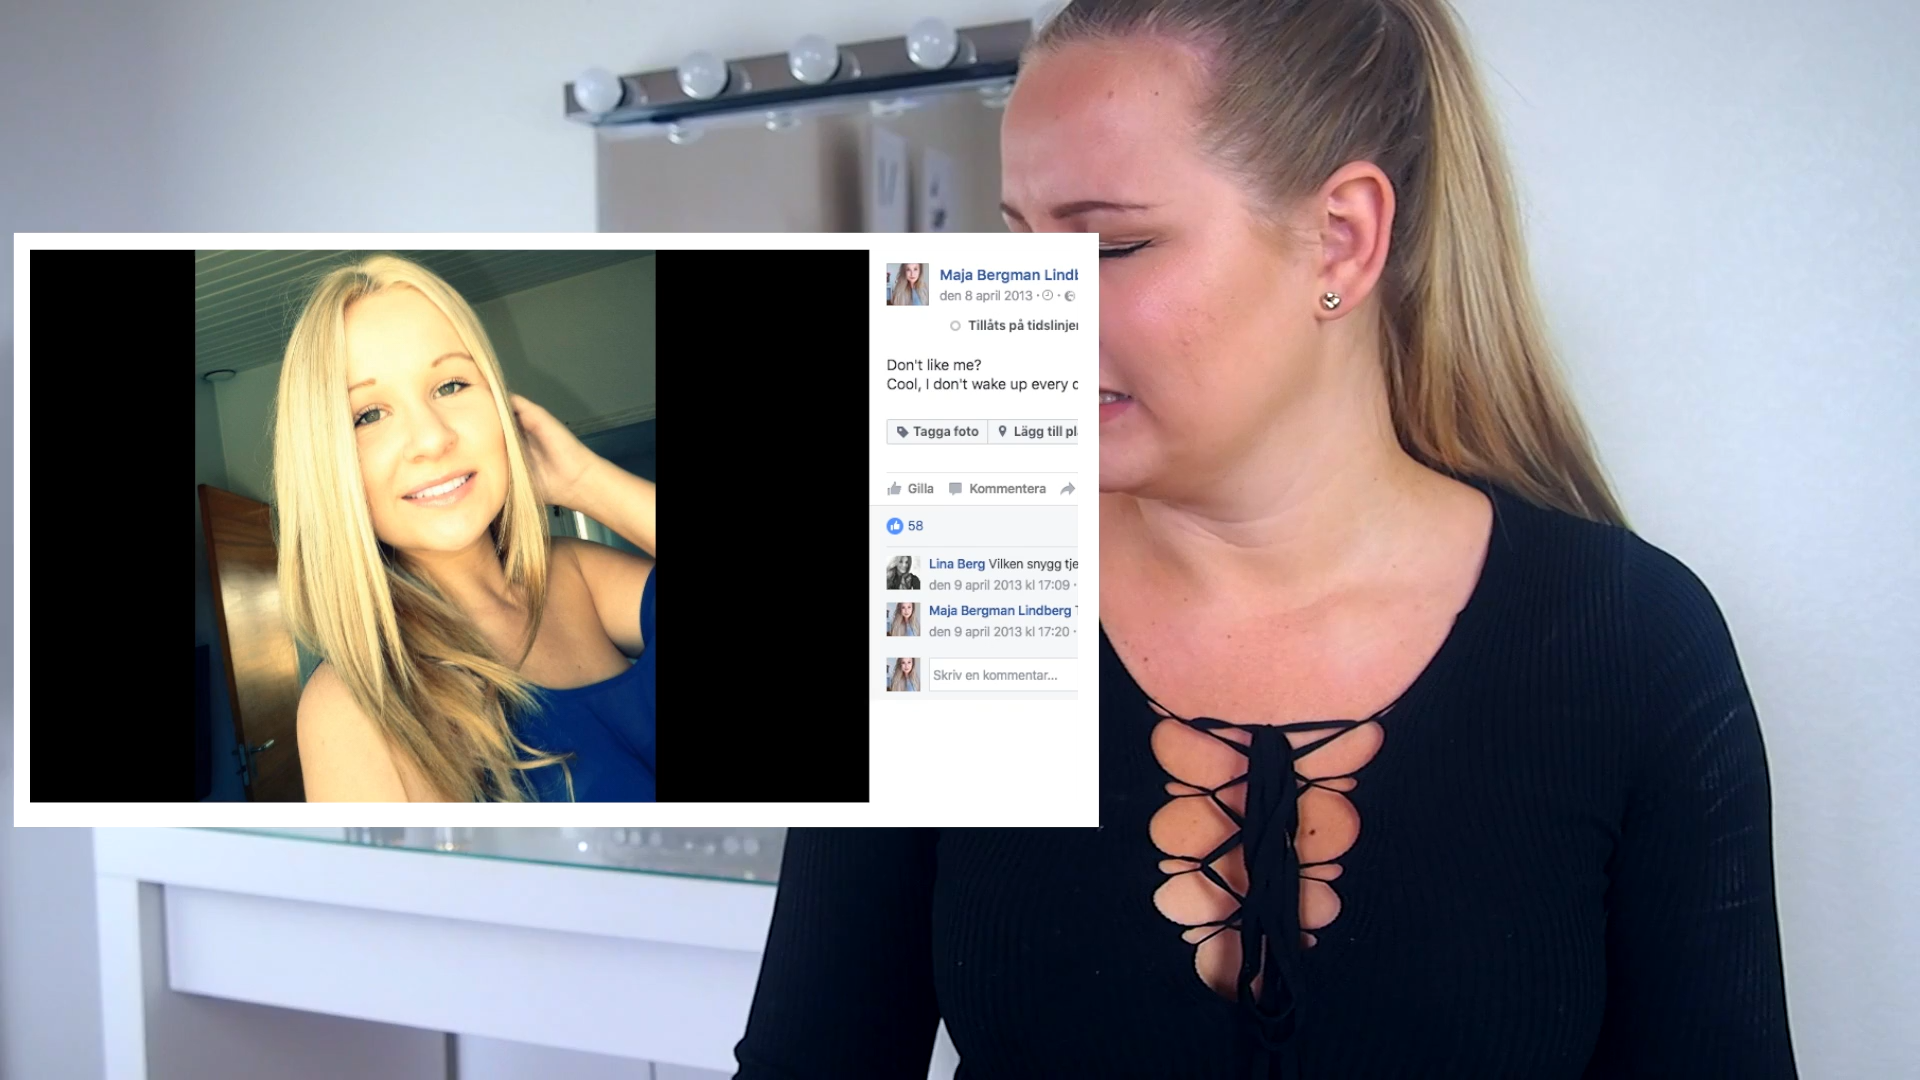 Maja Bergman Lindb
den 8 april 2013
Tillåts på tidslinjen
Don't like me?
Cool, I don't wake up every
Tagga foto Lägg till pl
Gilla Kommentera
58
Lina Berg Vilken snygg tje
den 9 april 2013 kl 17:09
Maja Bergman Lindberg T
den 9 april 2013 kl 17:20
Skriv en kommentar...